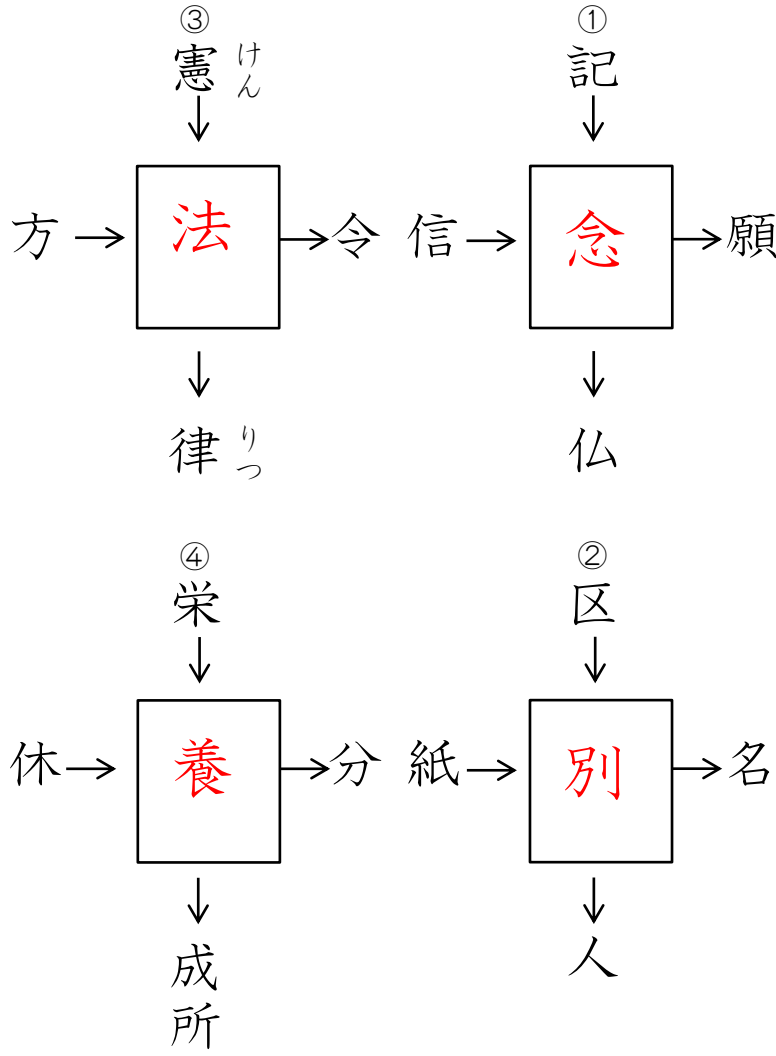 ①
記
信 → 念 → 願
仏
②
区
紙 → 別 → 名
人
③
憲 けん
方 → 法 → 令
律 りつ
④
栄
休 → 養 → 分
成所